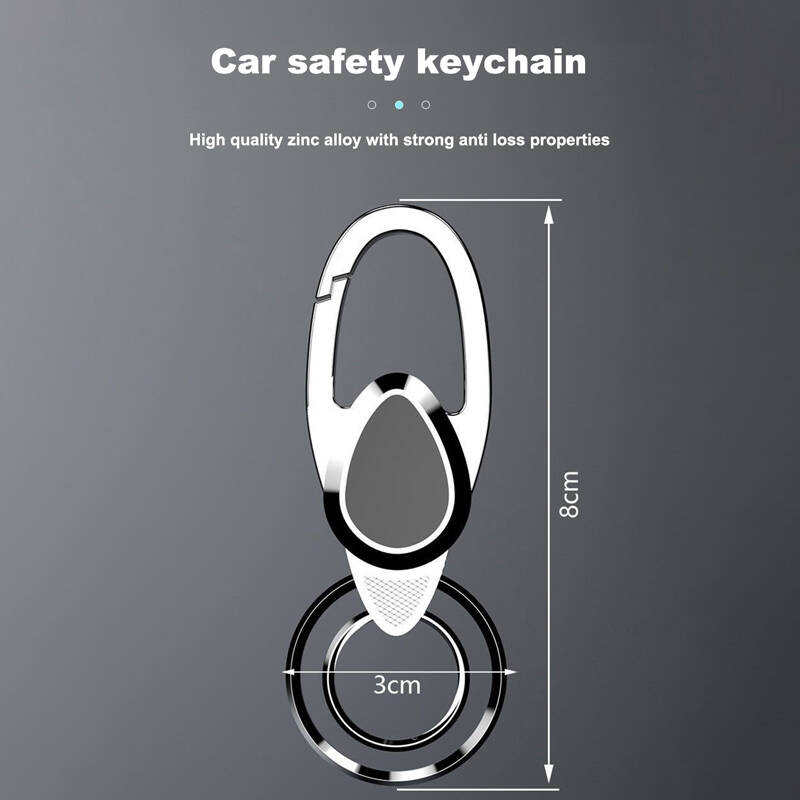 Car safety keychain
High quality zinc alloy with strong anti loss properties
8cm
3cm